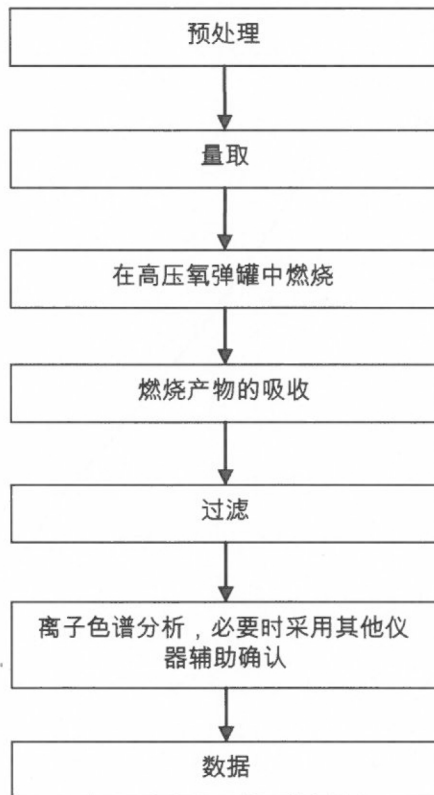 预处理
量取
在高压氧弹罐中燃烧
燃烧产物的吸收
过滤
离子色谱分析，必要时采用其他仪
器辅助确认
数据